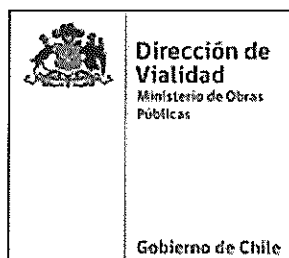 Dirección de
Vialidad
Ministerio de Obras
Públicas
Gobierno de Chile